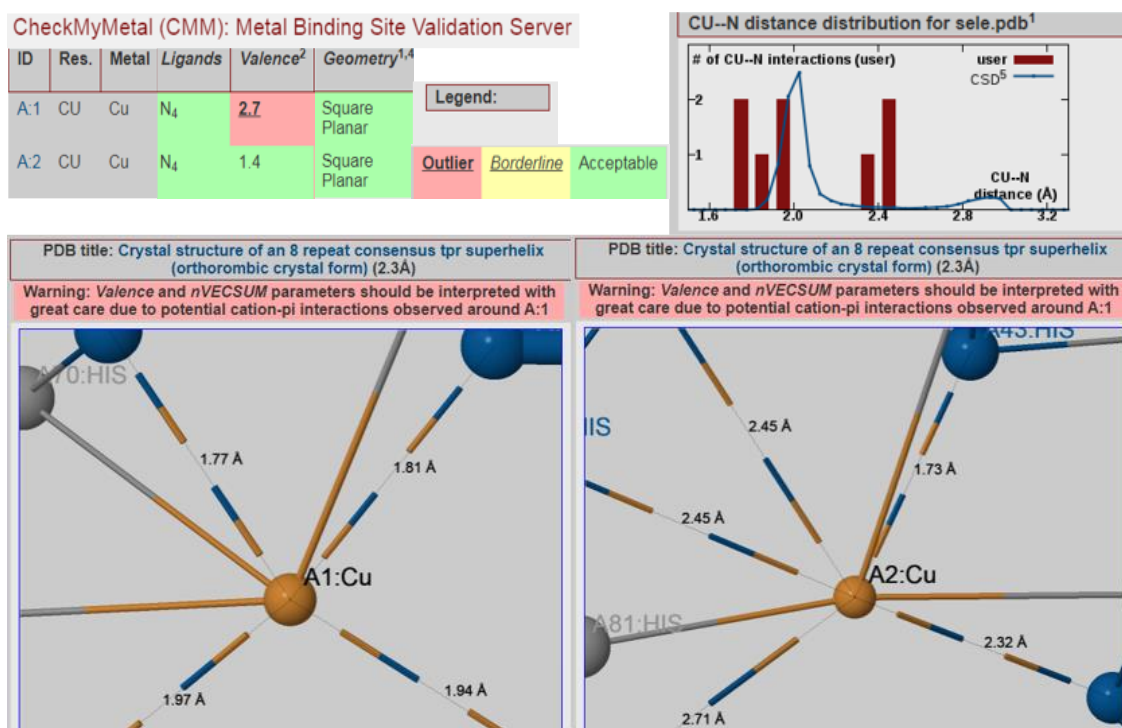 CheckMyMetal (CMM): Metal Binding Site Validation Server
ID Res. Metal Ligands Valence² Geometry¹,⁴
A:1 CU Cu N₄ 2.7 Square Planar
A:2 CU Cu N₄ 1.4 Square Planar
Legend:
Outlier Borderline Acceptable
CU--N distance distribution for sele.pdb¹
# of CU--N interactions (user)
user
CSD⁵
2
1
CU--N
distance (Å)
1.6 2.0 2.4 2.8 3.2
PDB title: Crystal structure of an 8 repeat consensus tpr superhelix
(orthorombic crystal form) (2.3Å)
Warning: Valence and nVECSUM parameters should be interpreted with
great care due to potential cation-pi interactions observed around A:1
A70:HIS
1.77 Å
1.81 Å
A1:Cu
1.97 Å
1.94 Å
PDB title: Crystal structure of an 8 repeat consensus tpr superhelix
(orthorombic crystal form) (2.3Å)
Warning: Valence and nVECSUM parameters should be interpreted with
great care due to potential cation-pi interactions observed around A:1
A43:HIS
HIS
2.45 Å
1.73 Å
2.45 Å
A2:Cu
A81:HIS
2.32 Å
2.71 Å